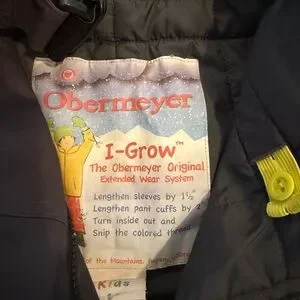 Obermeyer
I-Grow™
The Obermeyer Original
Extended Wear System
Lengthen sleeves by 1½"
Lengthen pant cuffs by 2"
Turn inside out and
Snip the colored thread
of the Mountains.
Kids